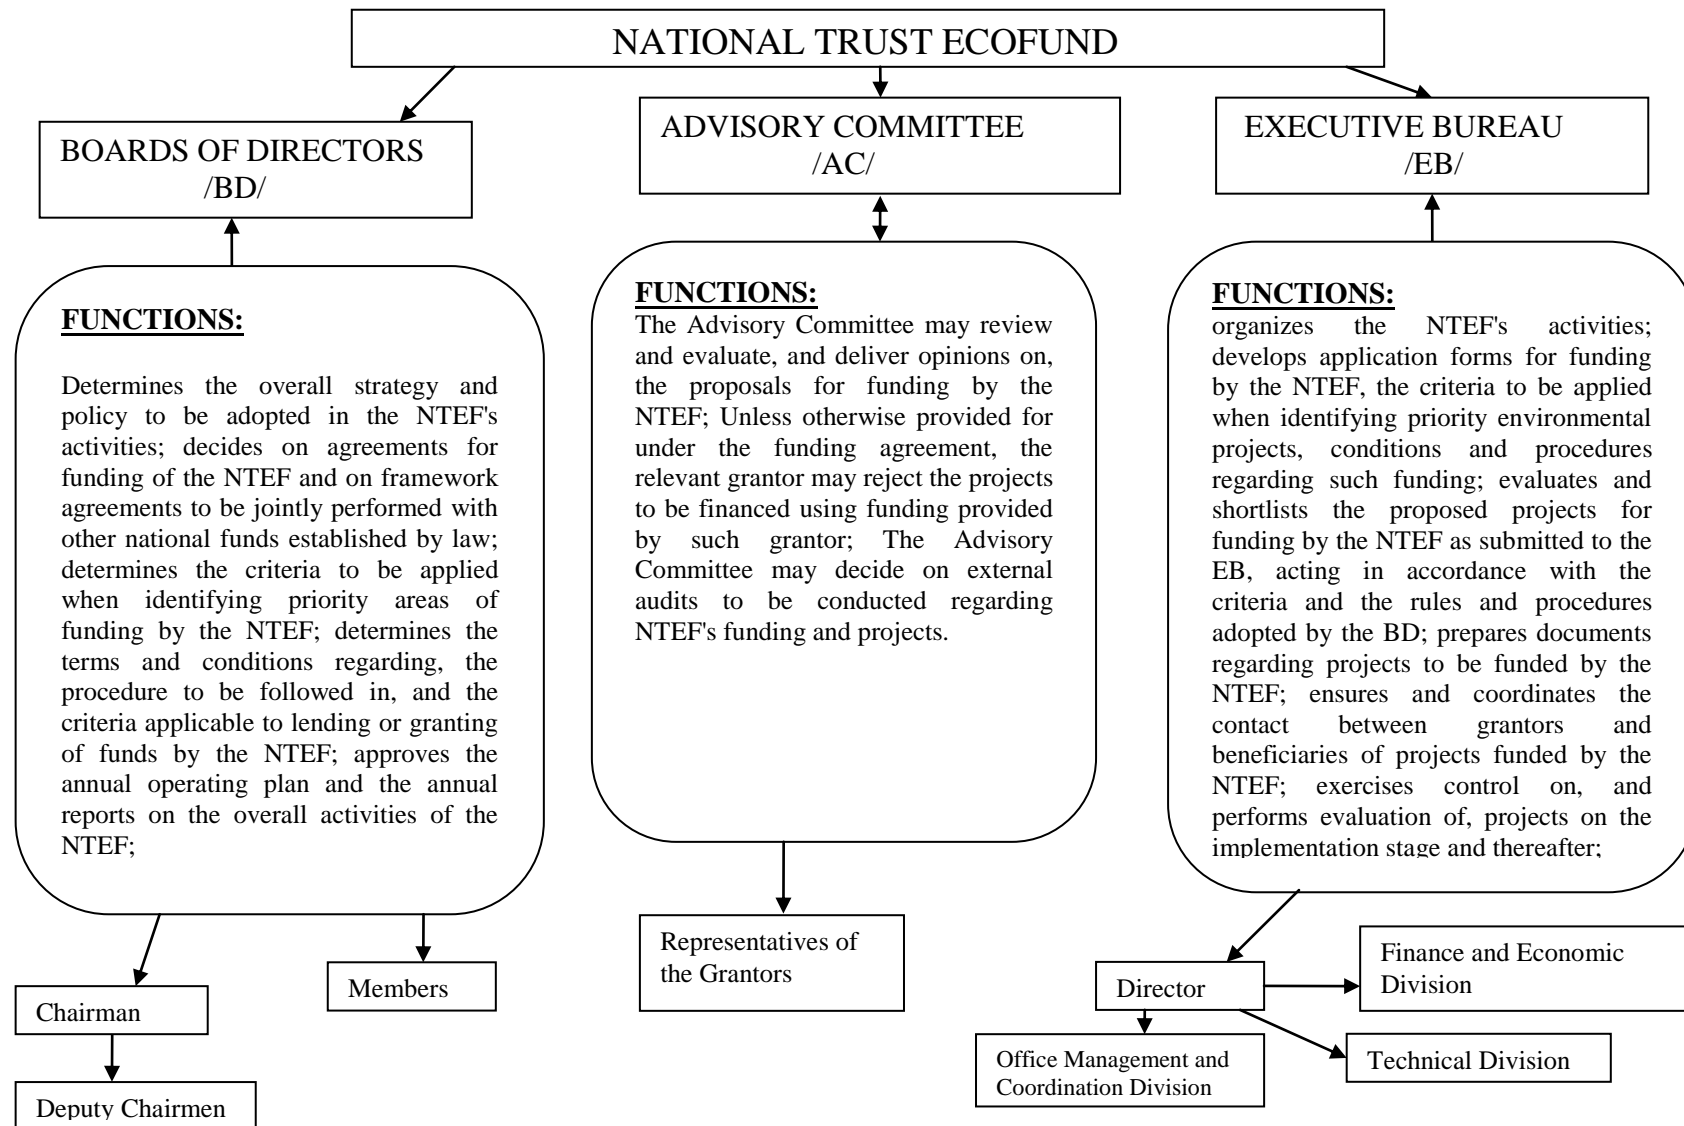 NATIONAL TRUST ECOFUND
BOARDS OF DIRECTORS
/BD/
ADVISORY COMMITTEE
/AC/
EXECUTIVE BUREAU
/EB/
FUNCTIONS:
Determines the overall strategy and
policy to be adopted in the NTEF's
activities; decides on agreements for
funding of the NTEF and on framework
agreements to be jointly performed with
other national funds established by law;
determines the criteria to be applied
when identifying priority areas of
funding by the NTEF; determines the
terms and conditions regarding, the
procedure to be followed in, and the
criteria applicable to lending or granting
of funds by the NTEF; approves the
annual operating plan and the annual
reports on the overall activities of the
NTEF;
FUNCTIONS:
The Advisory Committee may review
and evaluate, and deliver opinions on,
the proposals for funding by the
NTEF; Unless otherwise provided for
under the funding agreement, the
relevant grantor may reject the projects
to be financed using funding provided
by such grantor; The Advisory
Committee may decide on external
audits to be conducted regarding
NTEF's funding and projects.
FUNCTIONS:
organizes the NTEF's activities;
develops application forms for funding
by the NTEF, the criteria to be applied
when identifying priority environmental
projects, conditions and procedures
regarding such funding; evaluates and
shortlists the proposed projects for
funding by the NTEF as submitted to the
EB, acting in accordance with the
criteria and the rules and procedures
adopted by the BD; prepares documents
regarding projects to be funded by the
NTEF; ensures and coordinates the
contact between grantors and
beneficiaries of projects funded by the
NTEF; exercises control on, and
performs evaluation of, projects on the
implementation stage and thereafter;
Chairman
Deputy Chairmen
Members
Representatives of
the Grantors
Director
Finance and Economic
Division
Office Management and
Coordination Division
Technical Division